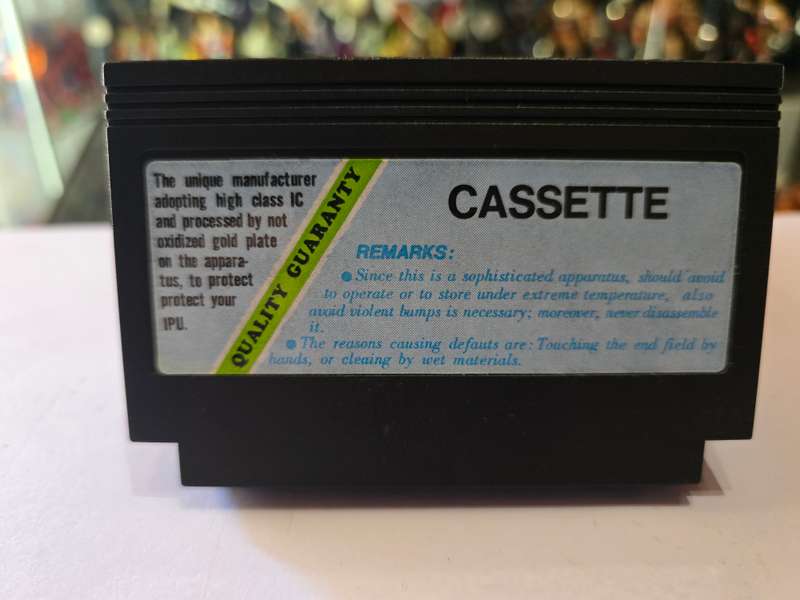 The unique manufacturer
adopting high class IC
and processed by not
oxidized gold plate
on the appara-
tus, to protect
protect your
IPU.
QUALITY GUARANTY
CASSETTE
REMARKS:
● Since this is a sophisticated apparatus, should avoid
to operate or to store under extreme temperature, also
avoid violent bumps is necessary; moreover, never disassemble
it.
● The reasons causing defauts are: Touching the end field by
hands, or cleaing by wet materials.